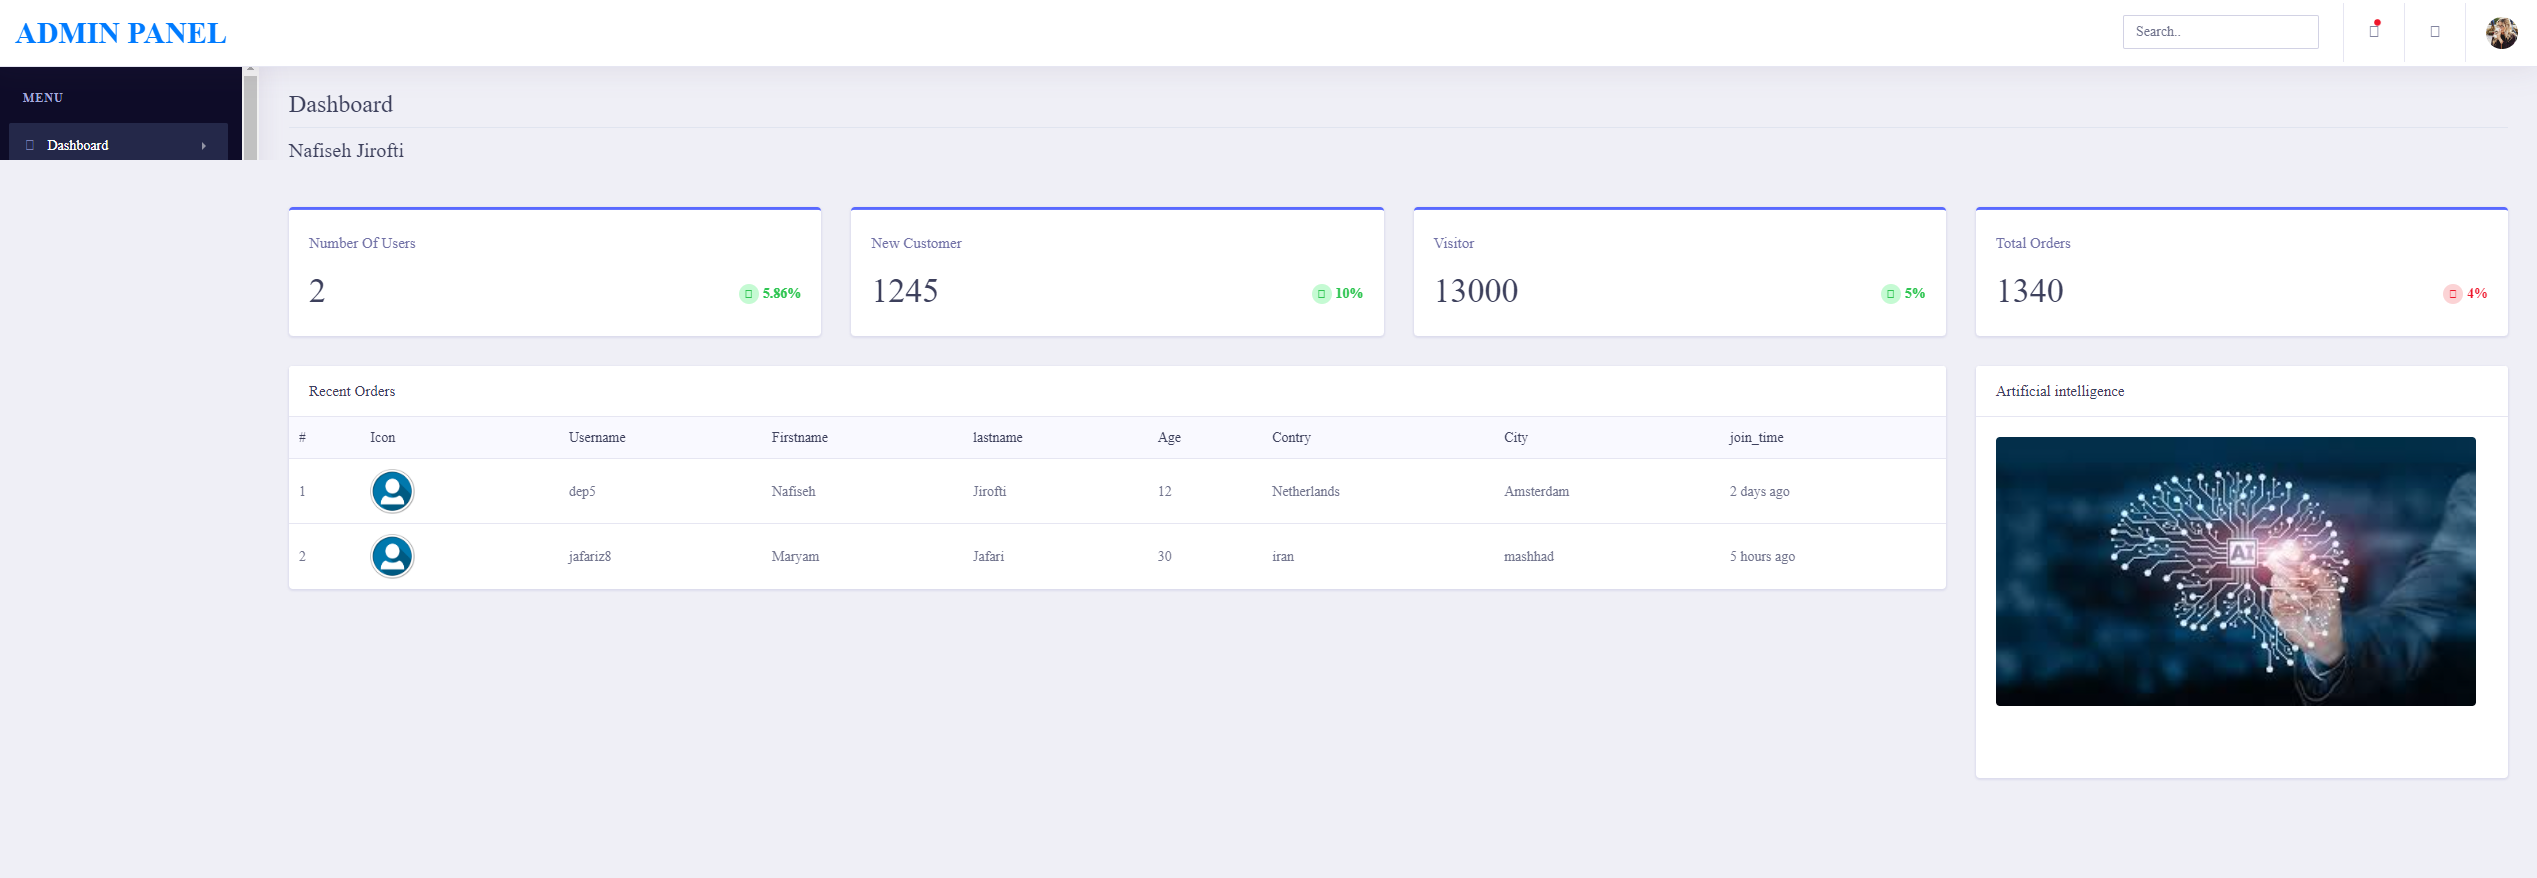 ADMIN PANEL
Search..
MENU
Dashboard
Dashboard
Nafiseh Jirofti
Number Of Users
2
5.86%
New Customer
1245
10%
Visitor
13000
5%
Total Orders
1340
4%
Recent Orders
# Icon Username Firstname lastname Age Contry City join_time
1 dep5 Nafiseh Jirofti 12 Netherlands Amsterdam 2 days ago
2 jafariz8 Maryam Jafari 30 iran mashhad 5 hours ago
Artificial intelligence
AI